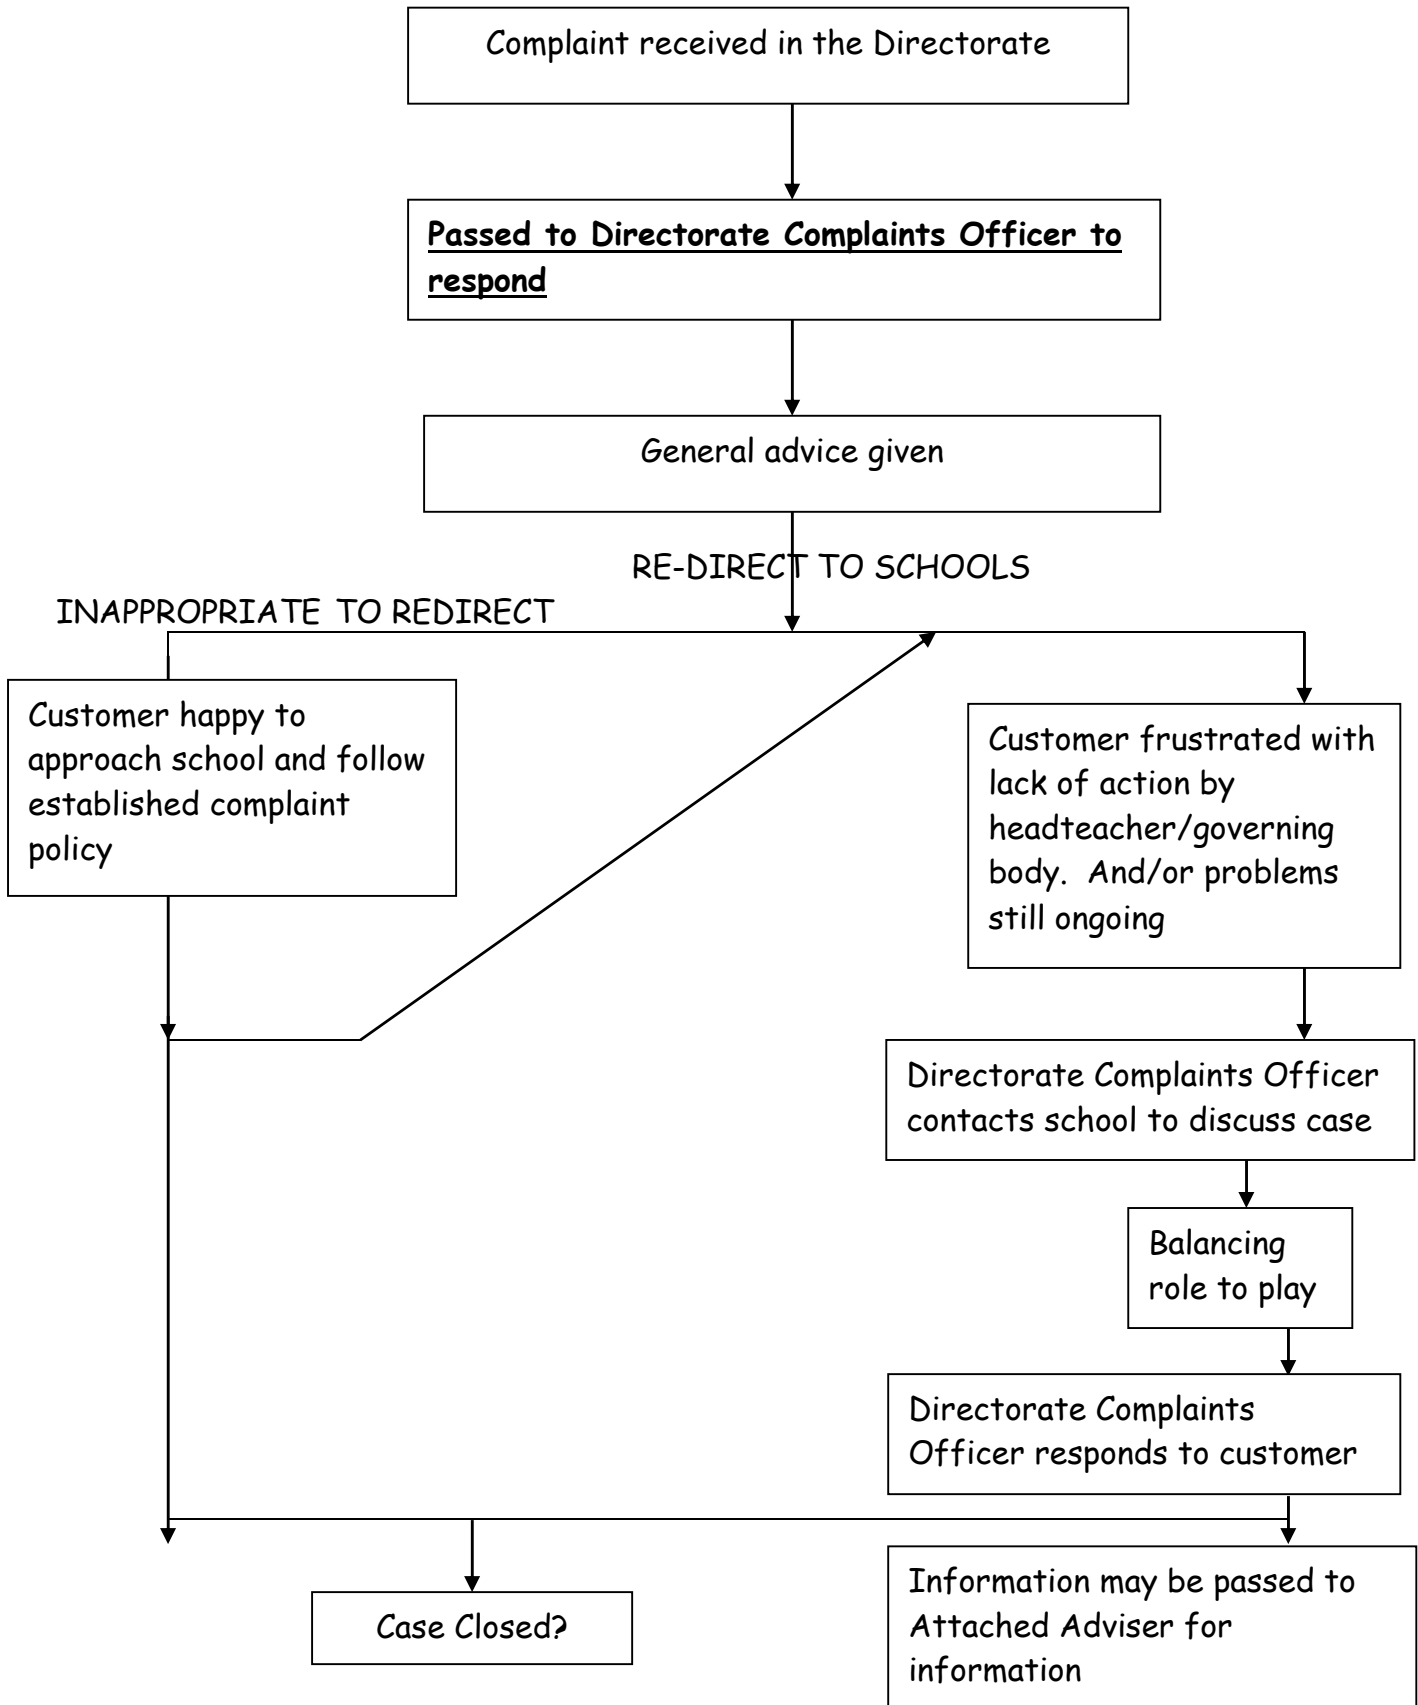 Complaint received in the Directorate
Passed to Directorate Complaints Officer to
respond
General advice given
RE-DIRECT TO SCHOOLS
INAPPROPRIATE TO REDIRECT
Customer happy to
approach school and follow
established complaint
policy
Customer frustrated with
lack of action by
headteacher/governing
body. And/or problems
still ongoing
Directorate Complaints Officer
contacts school to discuss case
Balancing
role to play
Directorate Complaints
Officer responds to customer
Case Closed?
Information may be passed to
Attached Adviser for
information